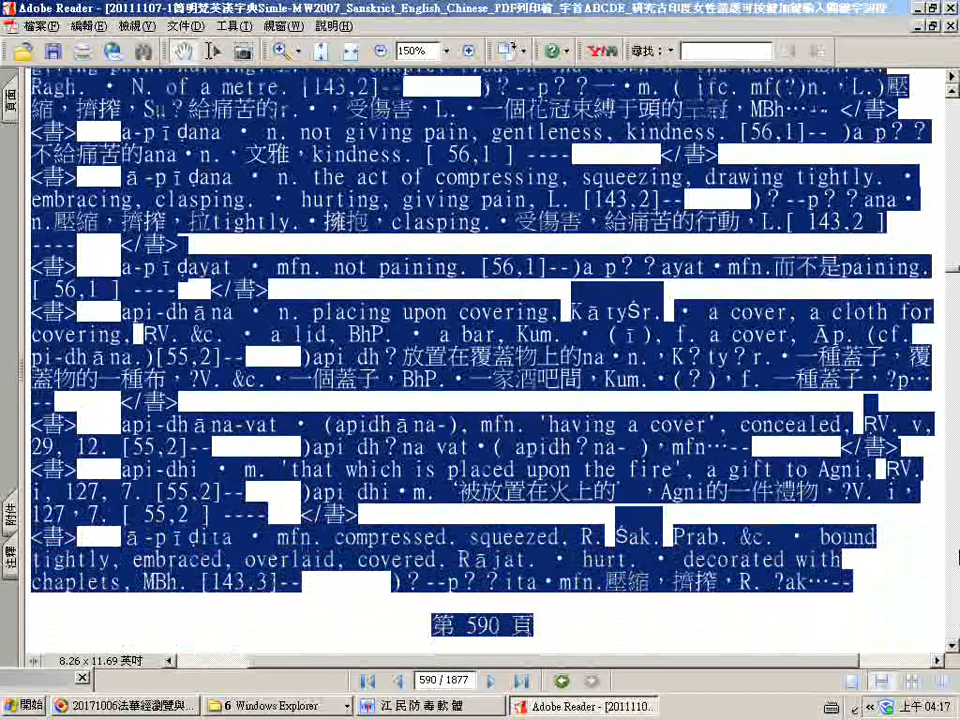 Adobe Reader - [20111107-1簡明梵英漢字典Simle-MW2007_Sanskrict_English_Chinese_PDF列印檔_字首ABCDE_研究古印度女性議題可按
檔案(F) 編輯(E) 檢視(V) 文件(D) 工具(T) 視窗(W) 說明(H)
150% 尋找：
Ragh. • N. of a metre. [143,2]-- )？--p？？一•m. ( ifc. mf(?)n. , L.)壓
縮，擠搾，Su.?給痛苦的r. ，受傷害，L. •一個花冠束縛于頭的王冠，MBh… </書>
<書> a-pīḍana • n. not giving pain, gentleness, kindness. [56,1]-- )a p？？
不給痛苦的ana•n.，文雅，kindness. [ 56,1 ] ---- </書>
<書> ā-pīḍana • n. the act of compressing, squeezing, drawing tightly. •
embracing, clasping. • hurting, giving pain, L. [143,2]-- )？--p？？ana•
n.壓縮，擠搾，拉tightly.•擁抱，clasping.•受傷害，給痛苦的行動，L.[ 143,2 ]
---- </書>
<書> a-pīḍayat • mfn. not paining. [56,1]--)a p？？ayat•mfn.而不是paining.
[ 56,1 ] ---- </書>
<書> api-dhāna • n. placing upon covering, KātyŚr. • a cover, a cloth for
covering, RV. &c. • a lid, BhP. • a bar, Kum. • (ī), f. a cover, Āp. (cf.
pi-dhāna.)[55,2]-- )api dh？放置在覆蓋物上的na•n.，K？ty？r.•一種蓋子，覆
蓋物的一種布，?V. &c.•一個蓋子，BhP.•一家酒吧間，Kum.•(？)，f. 一種蓋子，?p…
-- </書>
<書> api-dhāna-vat • (apidhāna-), mfn. 'having a cover', concealed, RV. v,
29, 12. [55,2]-- )api dh？na vat•( apidh？na- )，mfn…-- </書>
<書> api-dhi • m. 'that which is placed upon the fire', a gift to Agni, RV.
i, 127, 7. [55,2]-- )api dhi•m.‘被放置在火上的’，Agni的一件禮物，?V. i，
127，7. [ 55,2 ] ---- </書>
<書> ā-pīḍita • mfn. compressed. squeezed, R. Śak. Prab. &c. • bound
tightly, embraced, overlaid, covered. Rājat. • hurt. • decorated with
chaplets, MBh. [143,3]-- )？--p？？ita•mfn.壓縮，擠搾，R. ?ak…--
第 590 頁
頁面
附件
註釋
8.26 x 11.69 英吋
590 / 1877
開始 20171006法華經瀏覽與... 6 Windows Explorer 江民防毒軟體 Adobe Reader - [2011110... 上午 04:17